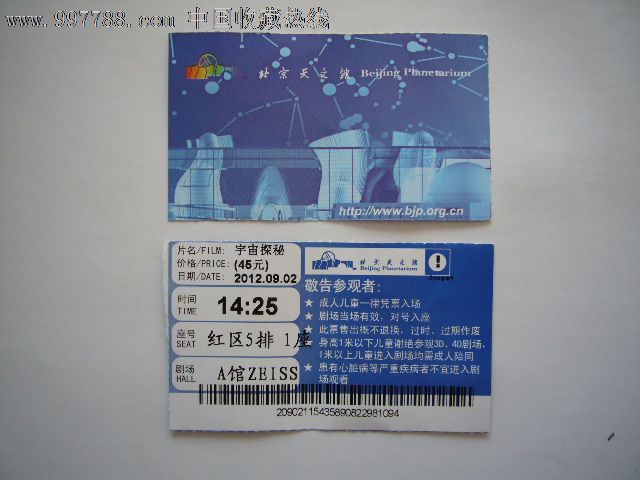 www.997788.com 中国收藏热线
北京天文馆 Beijing Planetarium
http://www.bjp.org.cn
片名/FILM: 宇宙探秘
价格/PRICE: (45元)
日期/DATE: 2012.09.02
时间 TIME 14:25
座号 SEAT 红区5排 1座
剧场 HALL A馆ZEISS
北京天文馆
Beijing Planetarium
敬告参观者:
★ 成人儿童一律凭票入场
★ 剧场当场有效，对号入座
★ 此票售出概不退换，过时、过期作废
★ 身高1米以下儿童谢绝参观3D、4D剧场，
1米以上儿童进入剧场均需成人陪同
★ 患有心脏病等严重疾病者不宜进入剧
场观看
20902115435890822981094